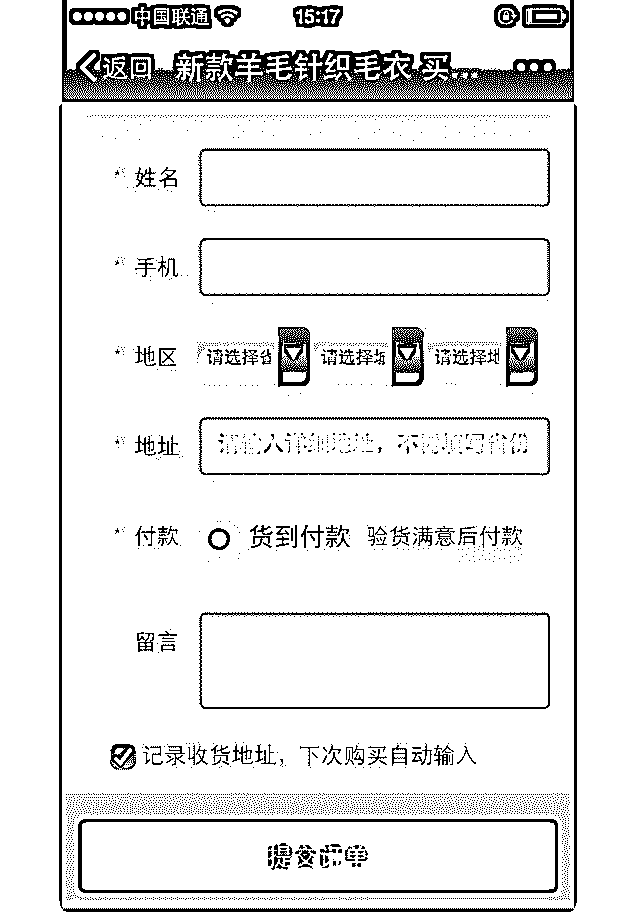 中国联通 15:17
返回 新款羊毛针织毛衣 买...
* 姓名
* 手机
* 地区 请选择省 请选择城 请选择地
* 地址 请输入详细地址，不需填写省份
* 付款 货到付款 验货满意后付款
留言
记录收货地址，下次购买自动输入
提交订单